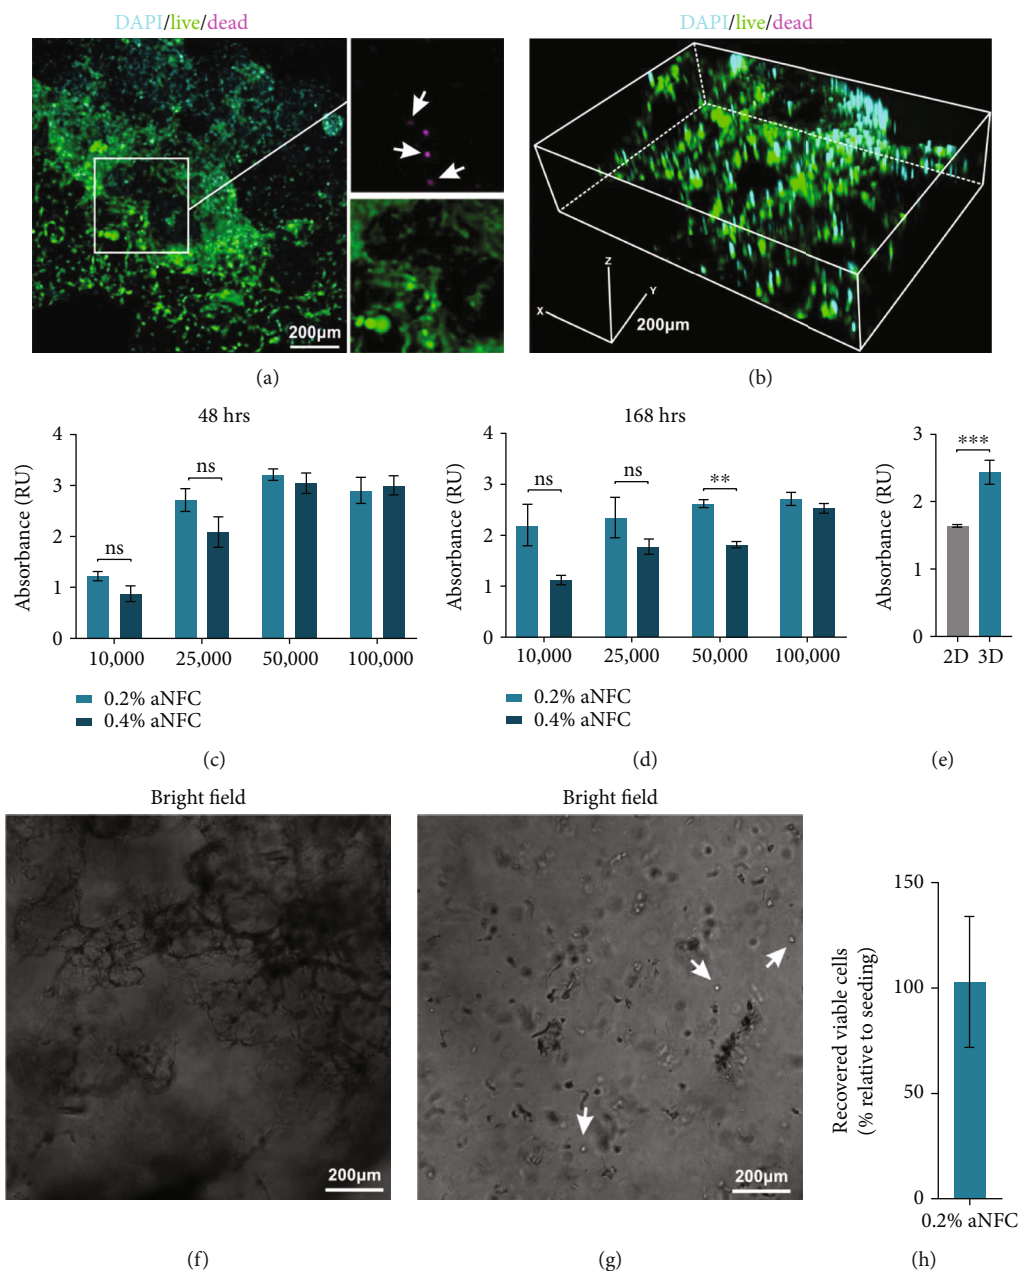 DAPI/live/dead
200µm
(a)
DAPI/live/dead
Z
Y
X
200µm
(b)
48 hrs
Absorbance (RU)
4
3
2
1
0
ns
ns
10,000
25,000
50,000
100,000
0.2% aNFC
0.4% aNFC
(c)
168 hrs
Absorbance (RU)
4
3
2
1
0
ns
ns
**
10,000
25,000
50,000
100,000
0.2% aNFC
0.4% aNFC
(d)
Absorbance (RU)
3
2
1
0
***
2D
3D
(e)
Bright field
200µm
(f)
Bright field
200µm
(g)
Recovered viable cells
(% relative to seeding)
150
100
50
0
0.2% aNFC
(h)